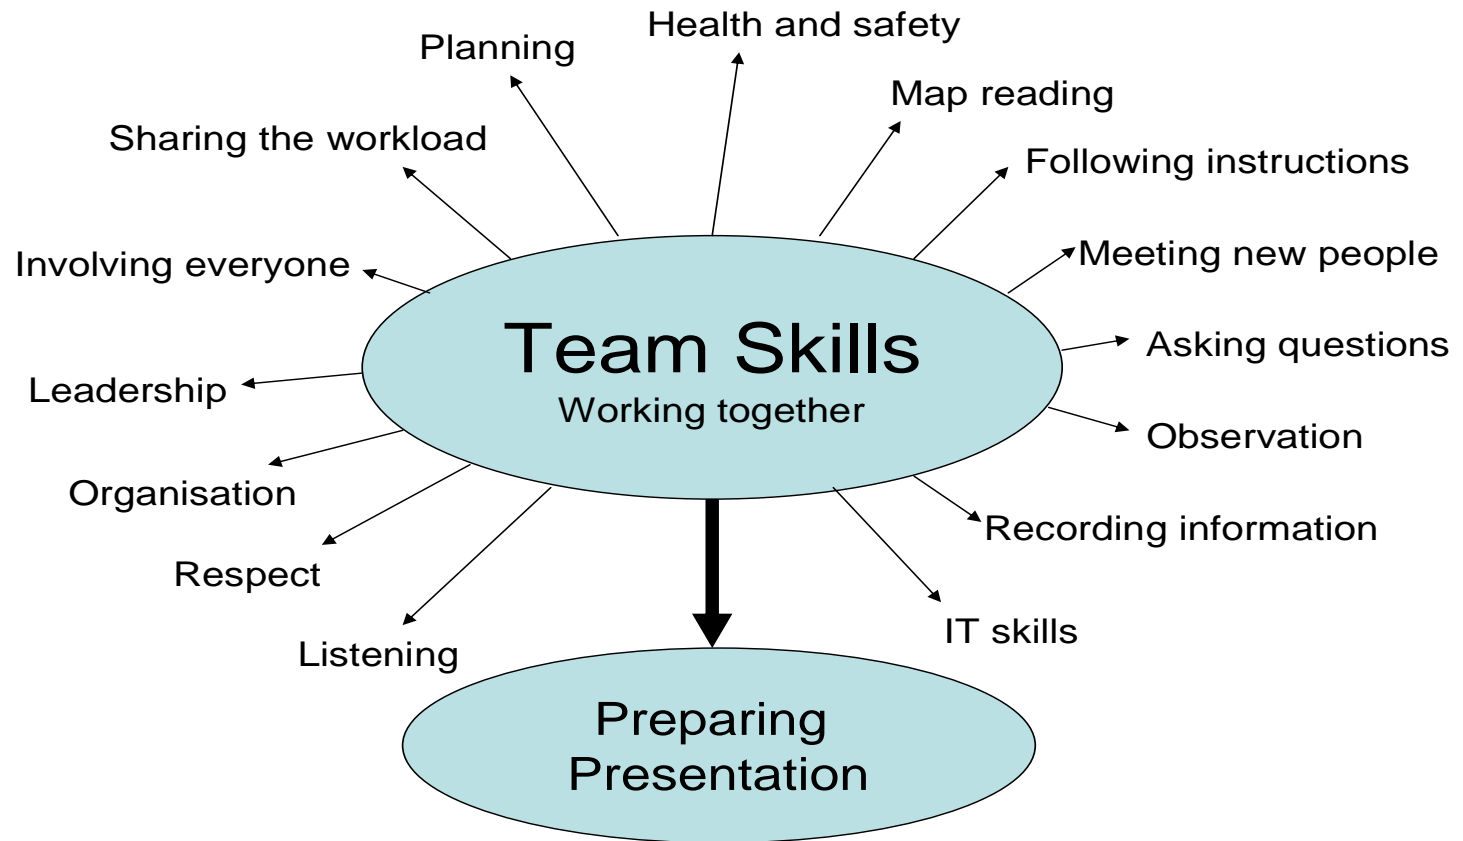 Health and safety
Planning
Map reading
Sharing the workload
Following instructions
Involving everyone
Meeting new people
Team Skills
Working together
Asking questions
Leadership
Observation
Organisation
Recording information
Respect
IT skills
Listening
Preparing
Presentation